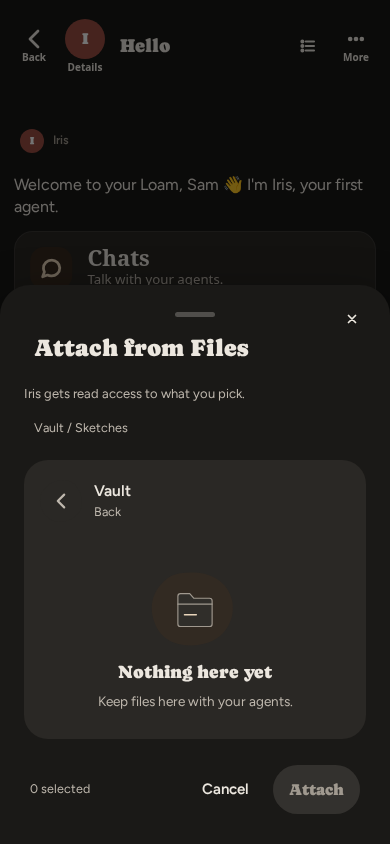 Back
I
Details
Hello
More
I
Iris
Welcome to your Loam, Sam 👋 I'm Iris, your first
agent.
Chats
Talk with your agents.
Attach from Files
Iris gets read access to what you pick.
Vault / Sketches
Vault
Back
Nothing here yet
Keep files here with your agents.
0 selected
Cancel
Attach